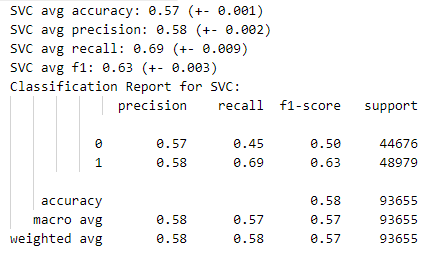 SVC avg accuracy: 0.57 (+- 0.001)
SVC avg precision: 0.58 (+- 0.002)
SVC avg recall: 0.69 (+- 0.009)
SVC avg f1: 0.63 (+- 0.003)
Classification Report for SVC:
precision recall f1-score support
0 0.57 0.45 0.50 44676
1 0.58 0.69 0.63 48979
accuracy 0.58 93655
macro avg 0.58 0.57 0.57 93655
weighted avg 0.58 0.58 0.57 93655